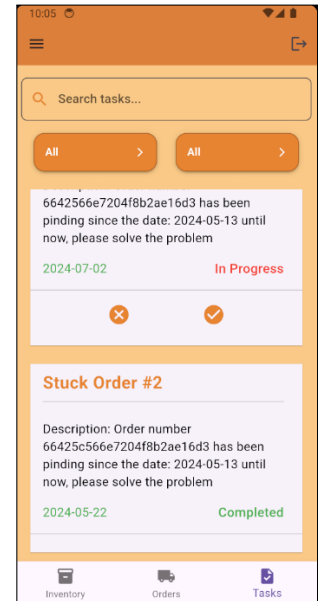 10:05
Search tasks...
All
All
6642566e7204f8b2ae16d3 has been
pinding since the date: 2024-05-13 until
now, please solve the problem
2024-07-02
In Progress
Stuck Order #2
Description: Order number
66425c566e7204f8b2ae16d3 has been
pinding since the date: 2024-05-13 until
now, please solve the problem
2024-05-22
Completed
Inventory
Orders
Tasks